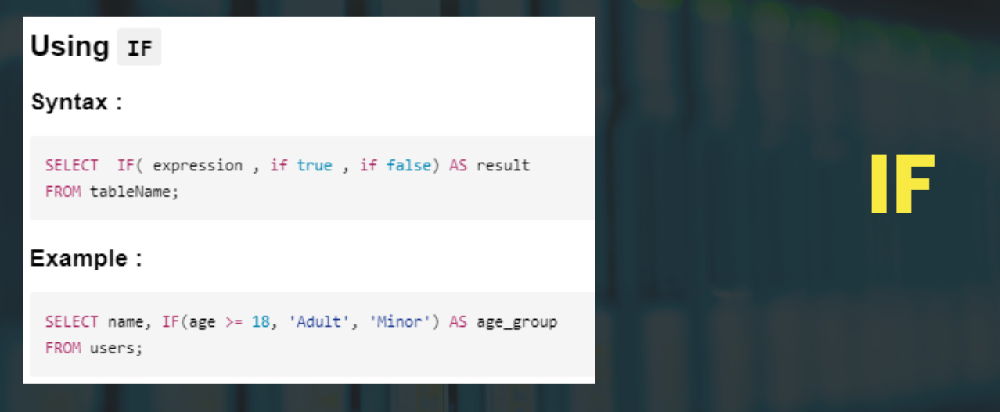 Using IF
Syntax :
SELECT  IF( expression , if true , if false) AS result
FROM tableName;
Example :
SELECT name, IF(age >= 18, 'Adult', 'Minor') AS age_group
FROM users;
IF